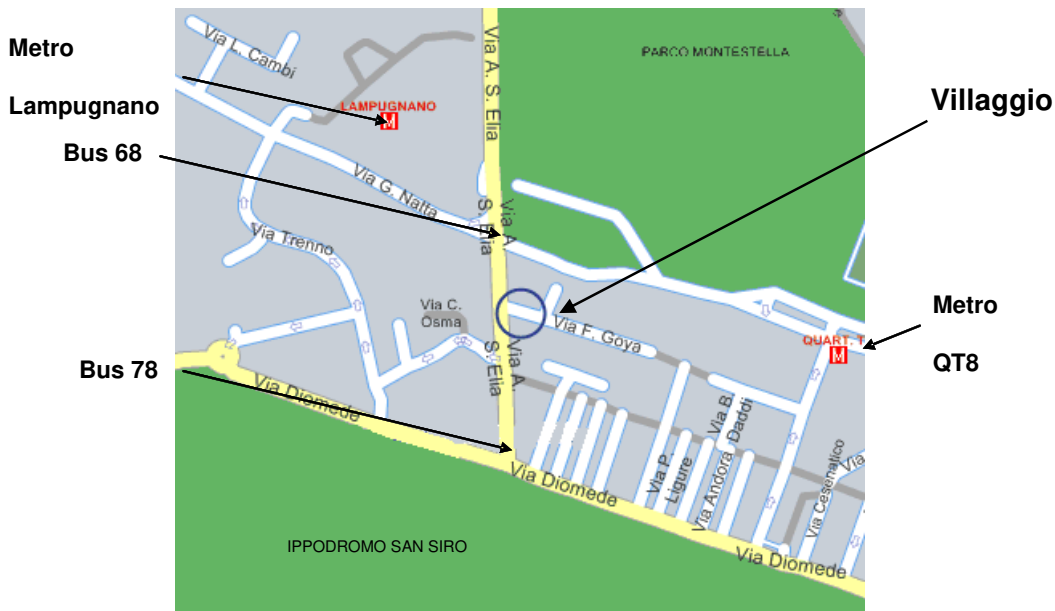 Metro
Lampugnano
Bus 68
Bus 78
Villaggio
Metro
QT8
Via L. Cambi
LAMPUGNANO
M
Via A. S. Elia
PARCO MONTESTELLA
Via G. Natta
Via A.
S. Elia
Via Trenno
Via C.
Osma
Via F. Goya
QUART. T
M
Via A.
S. Elia
Via Diomede
Via B.
Daddi
Via P.
Ligure
Via Andora
Via Cesenatico
Via
Via Diomede
Via Diomede
IPPODROMO SAN SIRO